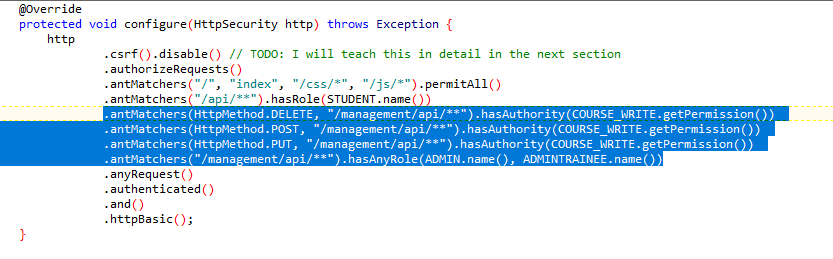 @Override
protected void configure(HttpSecurity http) throws Exception {
http
.csrf().disable() // TODO: I will teach this in detail in the next section
.authorizeRequests()
.antMatchers("/", "index", "/css/*", "/js/*").permitAll()
.antMatchers("/api/**").hasRole(STUDENT.name())
.antMatchers(HttpMethod.DELETE, "/management/api/**").hasAuthority(COURSE_WRITE.getPermission())
.antMatchers(HttpMethod.POST, "/management/api/**").hasAuthority(COURSE_WRITE.getPermission())
.antMatchers(HttpMethod.PUT, "/management/api/**").hasAuthority(COURSE_WRITE.getPermission())
.antMatchers("/management/api/**").hasAnyRole(ADMIN.name(), ADMINTRAINEE.name())
.anyRequest()
.authenticated()
.and()
.httpBasic();
}